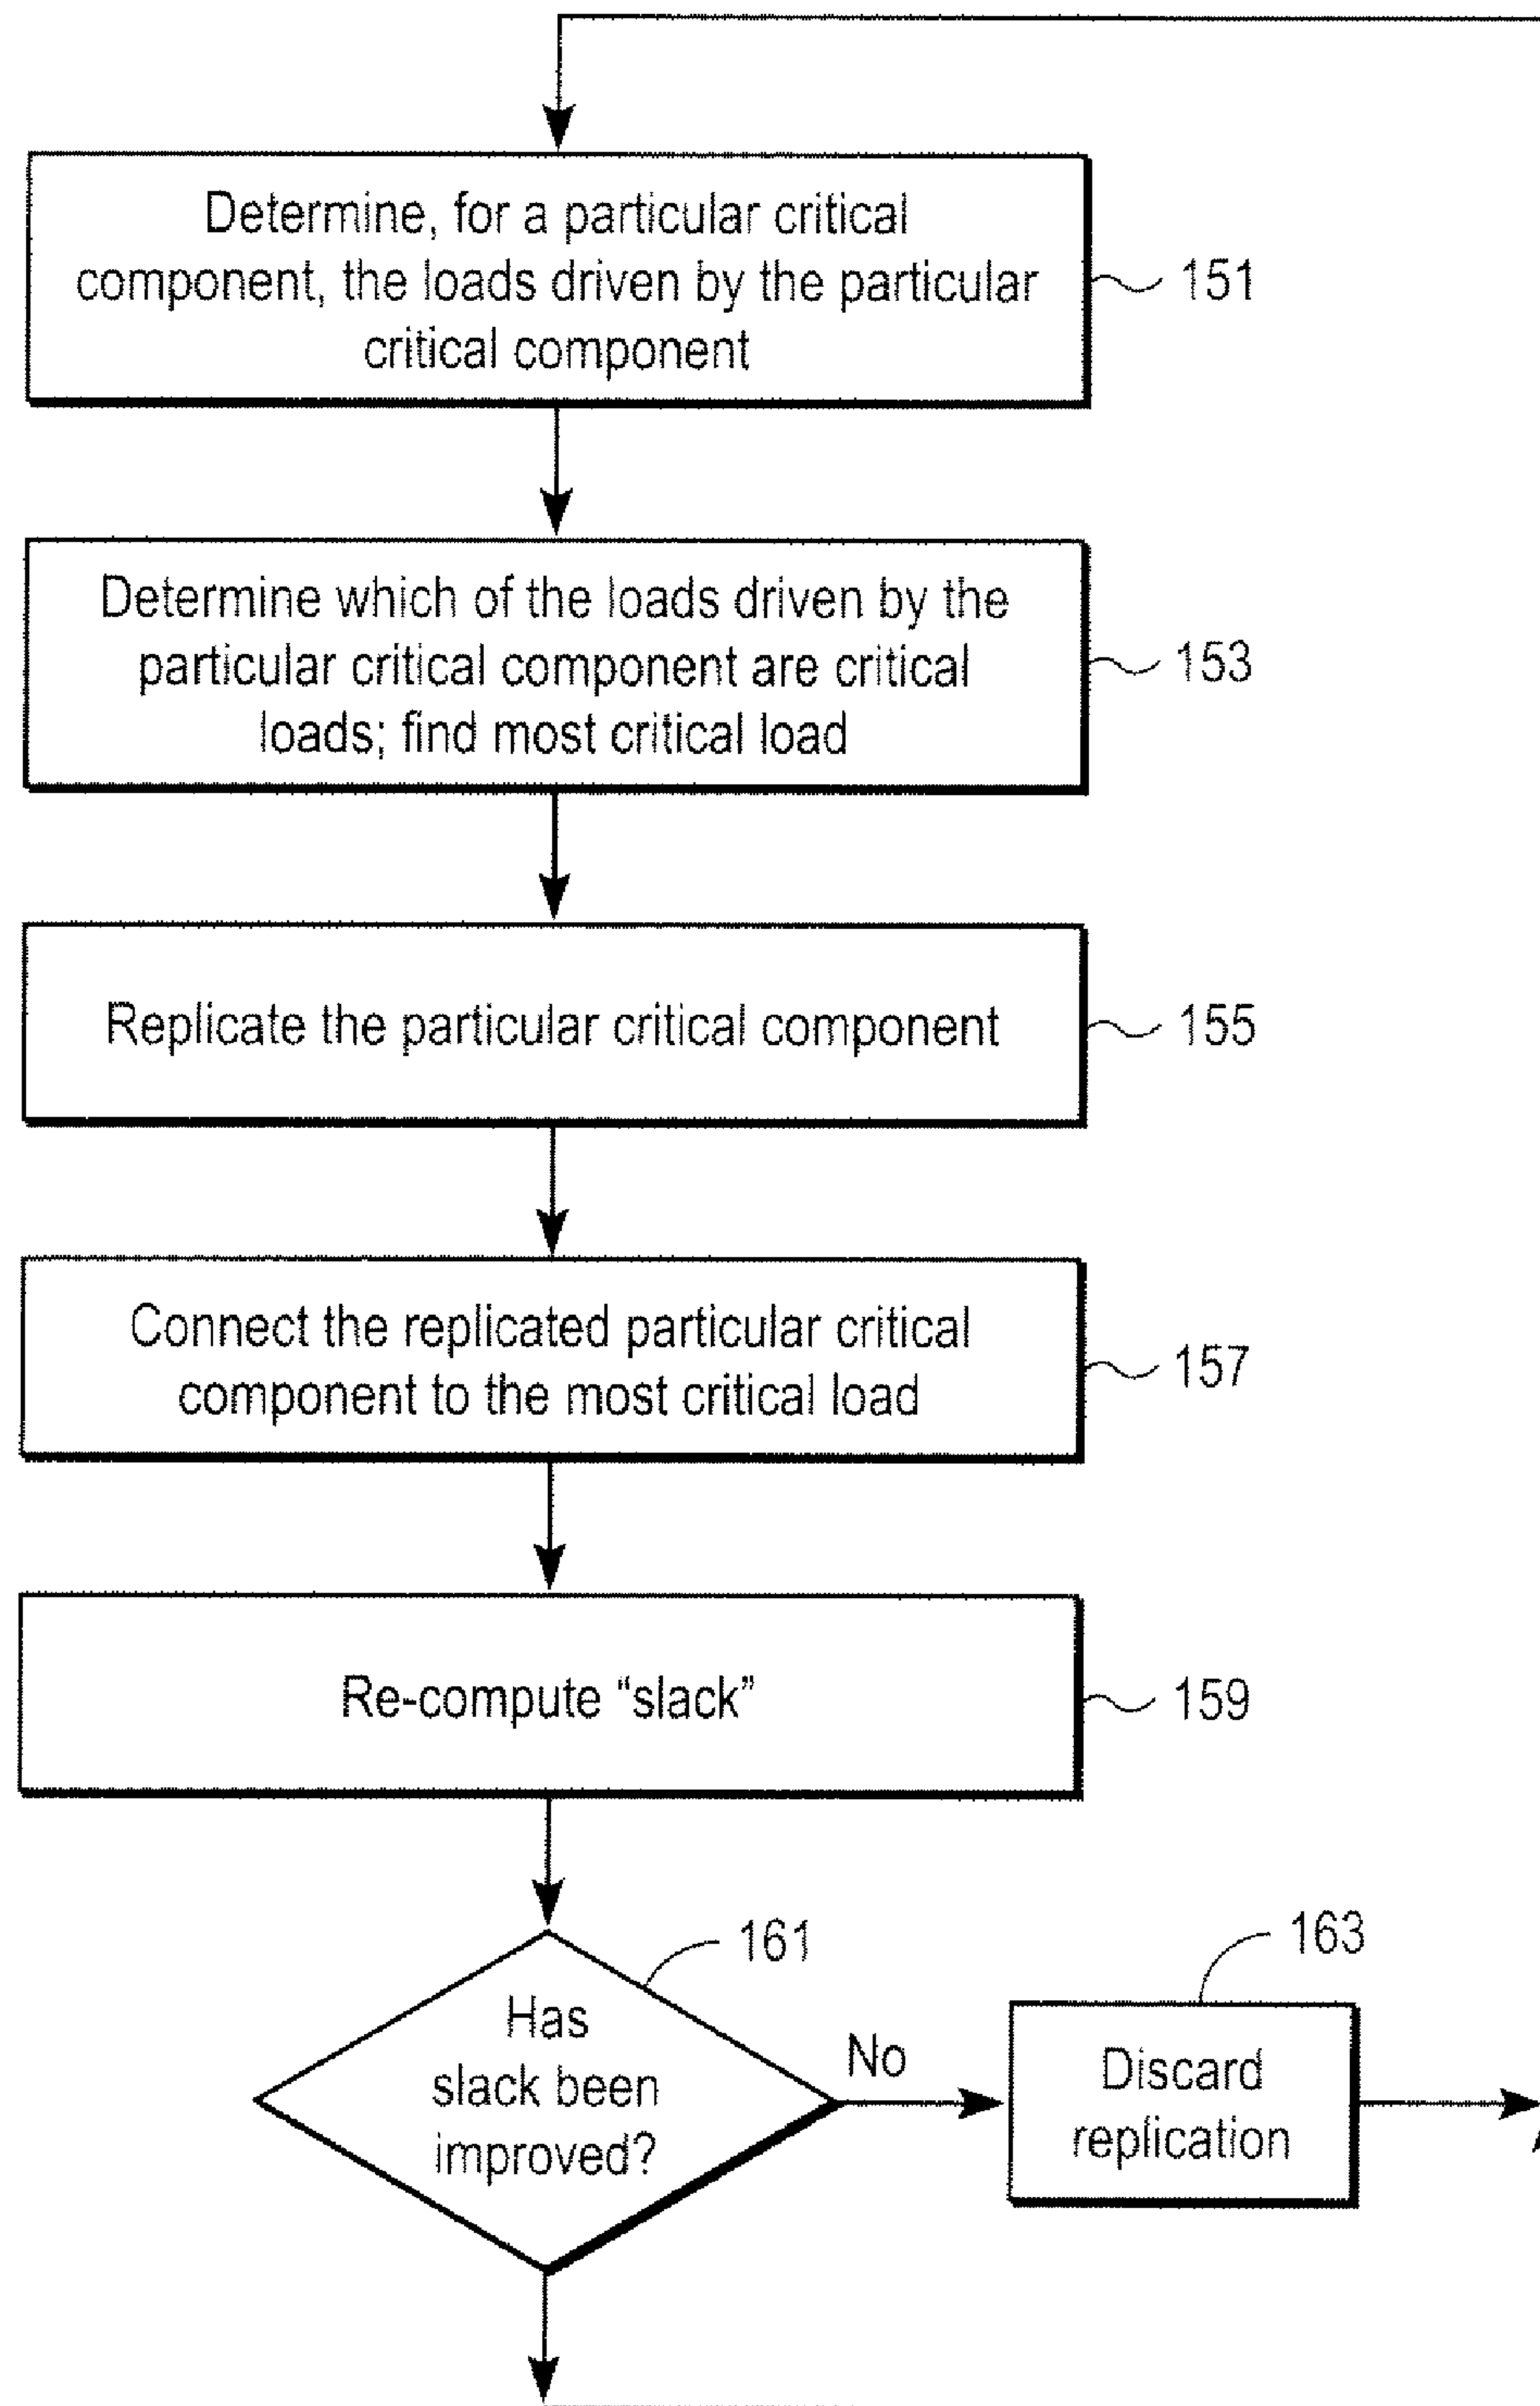 Determine, for a particular critical
component, the loads driven by the particular
critical component
151
Determine which of the loads driven by the
particular critical component are critical
loads; find most critical load
153
Replicate the particular critical component
155
Connect the replicated particular critical
component to the most critical load
157
Re-compute “slack”
159
161
Has
slack been
improved?
No
163
Discard
replication